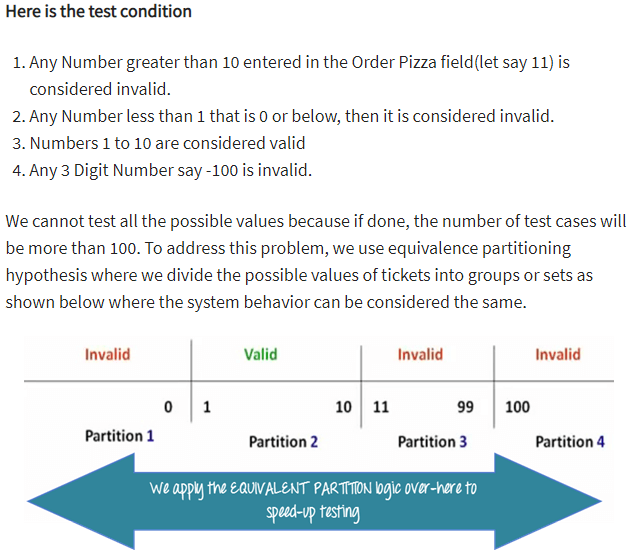 Here is the test condition
1. Any Number greater than 10 entered in the Order Pizza field(let say 11) is
considered invalid.
2. Any Number less than 1 that is 0 or below, then it is considered invalid.
3. Numbers 1 to 10 are considered valid
4. Any 3 Digit Number say -100 is invalid.
We cannot test all the possible values because if done, the number of test cases will
be more than 100. To address this problem, we use equivalence partitioning
hypothesis where we divide the possible values of tickets into groups or sets as
shown below where the system behavior can be considered the same.
Invalid Valid Invalid Invalid
0 1 10 11 99 100
Partition 1 Partition 2 Partition 3 Partition 4
We apply the EQUIVALENT PARTITION logic over-here to
speed-up testing